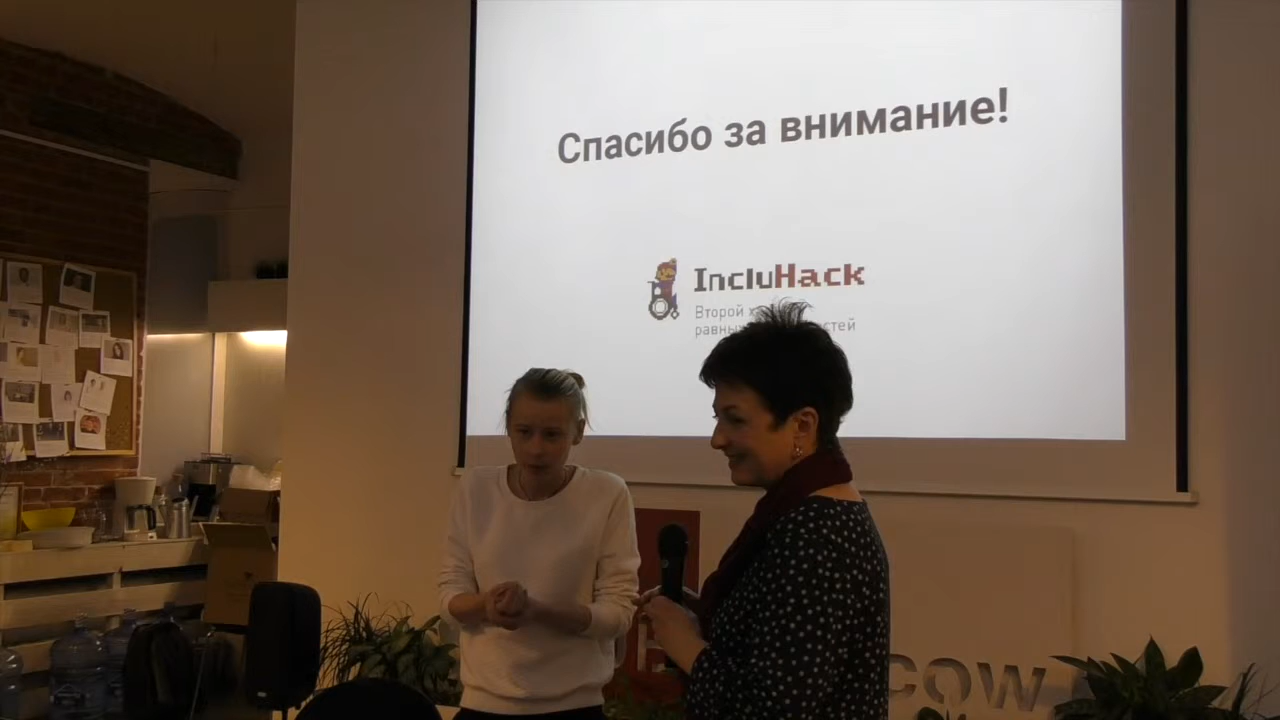 Спасибо за внимание!
IncluHack
Второй
равны стей
COW